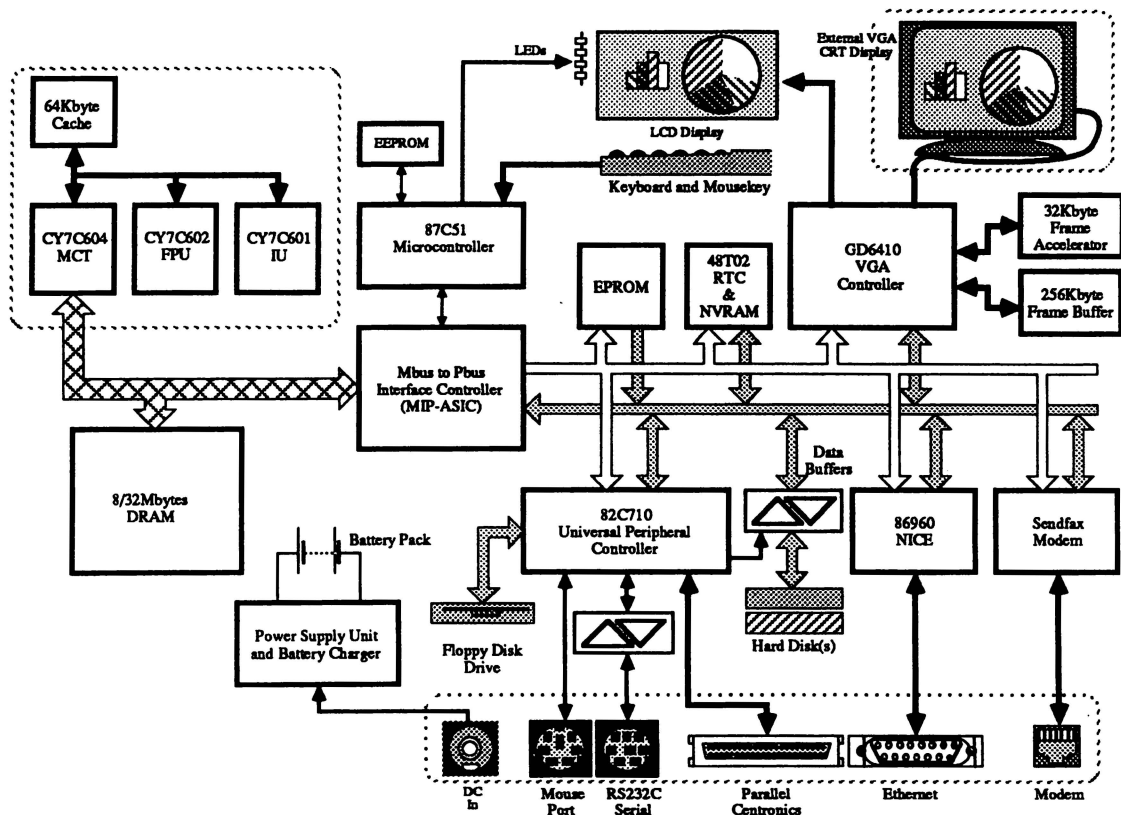 External VGA
CRT Display
LEDs
64Kbyte
Cache
LCD Display
EEPROM
Keyboard and Mousekey
CY7C604
MCT
CY7C602
FPU
CY7C601
IU
87C51
Microcontroller
EPROM
48T02
RTC
&
NVRAM
GD6410
VGA
Controller
32Kbyte
Frame
Accelerator
256Kbyte
Frame Buffer
Mbus to Pbus
Interface Controller
(MIP-ASIC)
Data
Buffers
8/32Mbytes
DRAM
82C710
Universal Peripheral
Controller
86960
NICE
Sendfax
Modem
Battery Pack
Power Supply Unit
and Battery Charger
Floppy Disk
Drive
Hard Disk(s)
DC
In
Mouse
Port
RS232C
Serial
Parallel
Centronics
Ethernet
Modem